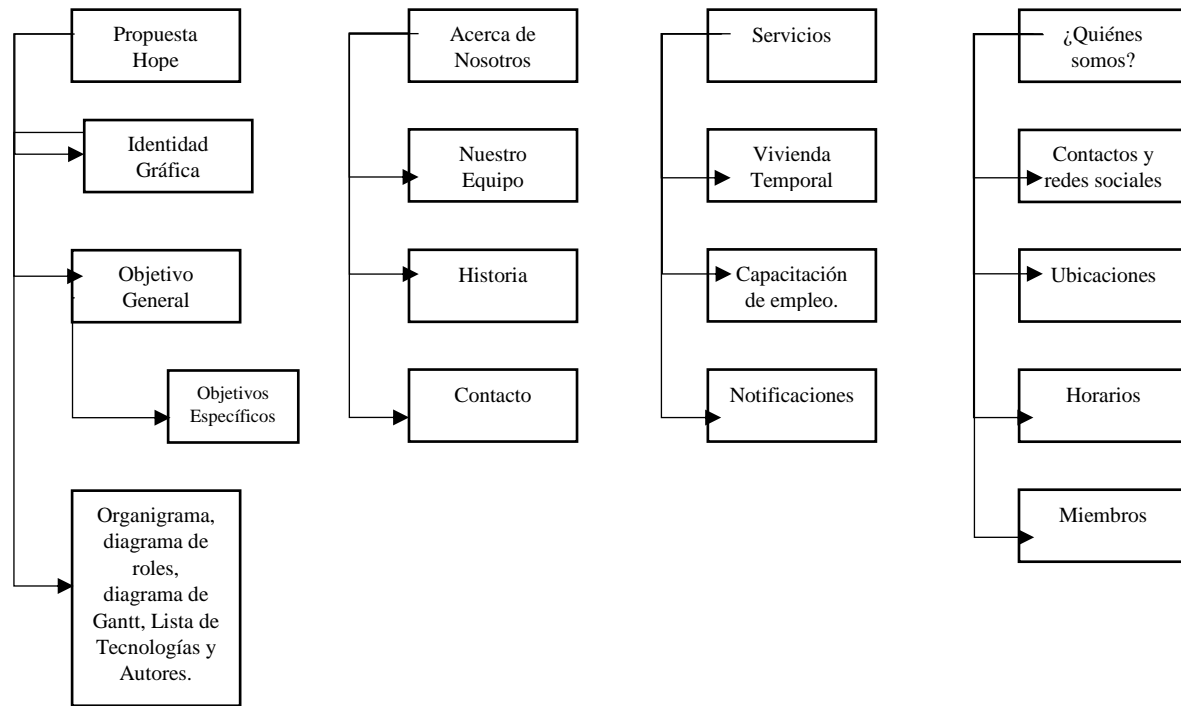 Propuesta
Hope
Identidad
Gráfica
Objetivo
General
Objetivos
Específicos
Organigrama,
diagrama de
roles,
diagrama de
Gantt, Lista de
Tecnologías y
Autores.
Acerca de
Nosotros
Nuestro
Equipo
Historia
Contacto
Servicios
Vivienda
Temporal
Capacitación
de empleo.
Notificaciones
¿Quiénes
somos?
Contactos y
redes sociales
Ubicaciones
Horarios
Miembros